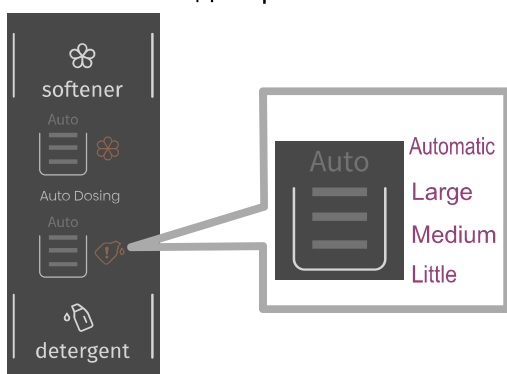 softener
Auto
Auto Dosing
Auto
detergent
Auto
Automatic
Large
Medium
Little